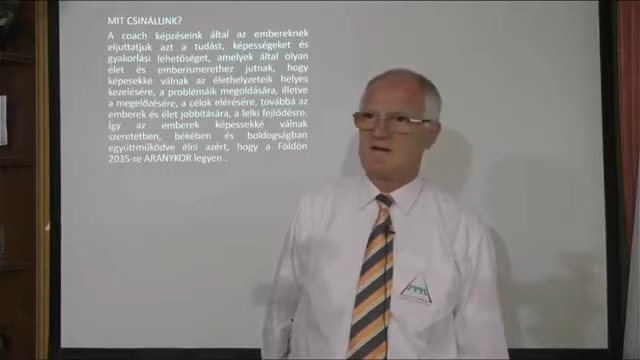 MIT CSINÁLUNK?
A coach képzéseink által az embereknek
eljuttatjuk azt a tudást, képességeket és
gyakorlási lehetőséget, amelyek által olyan
élet és emberismerethez jutnak, hogy
képesekké válnak az élethelyzeteik helyes
kezelésére, a problémáik megoldására, illetve
a megelőzésére, a célok elérésére, továbbá az
emberek és élet jobbítására, a lelki fejlődésre.
Így az emberek képessekké válnak
szeretetben, békében és boldogságban
együttműködve élni azért, hogy a Földön
2035-re ARANYKOR legyen .